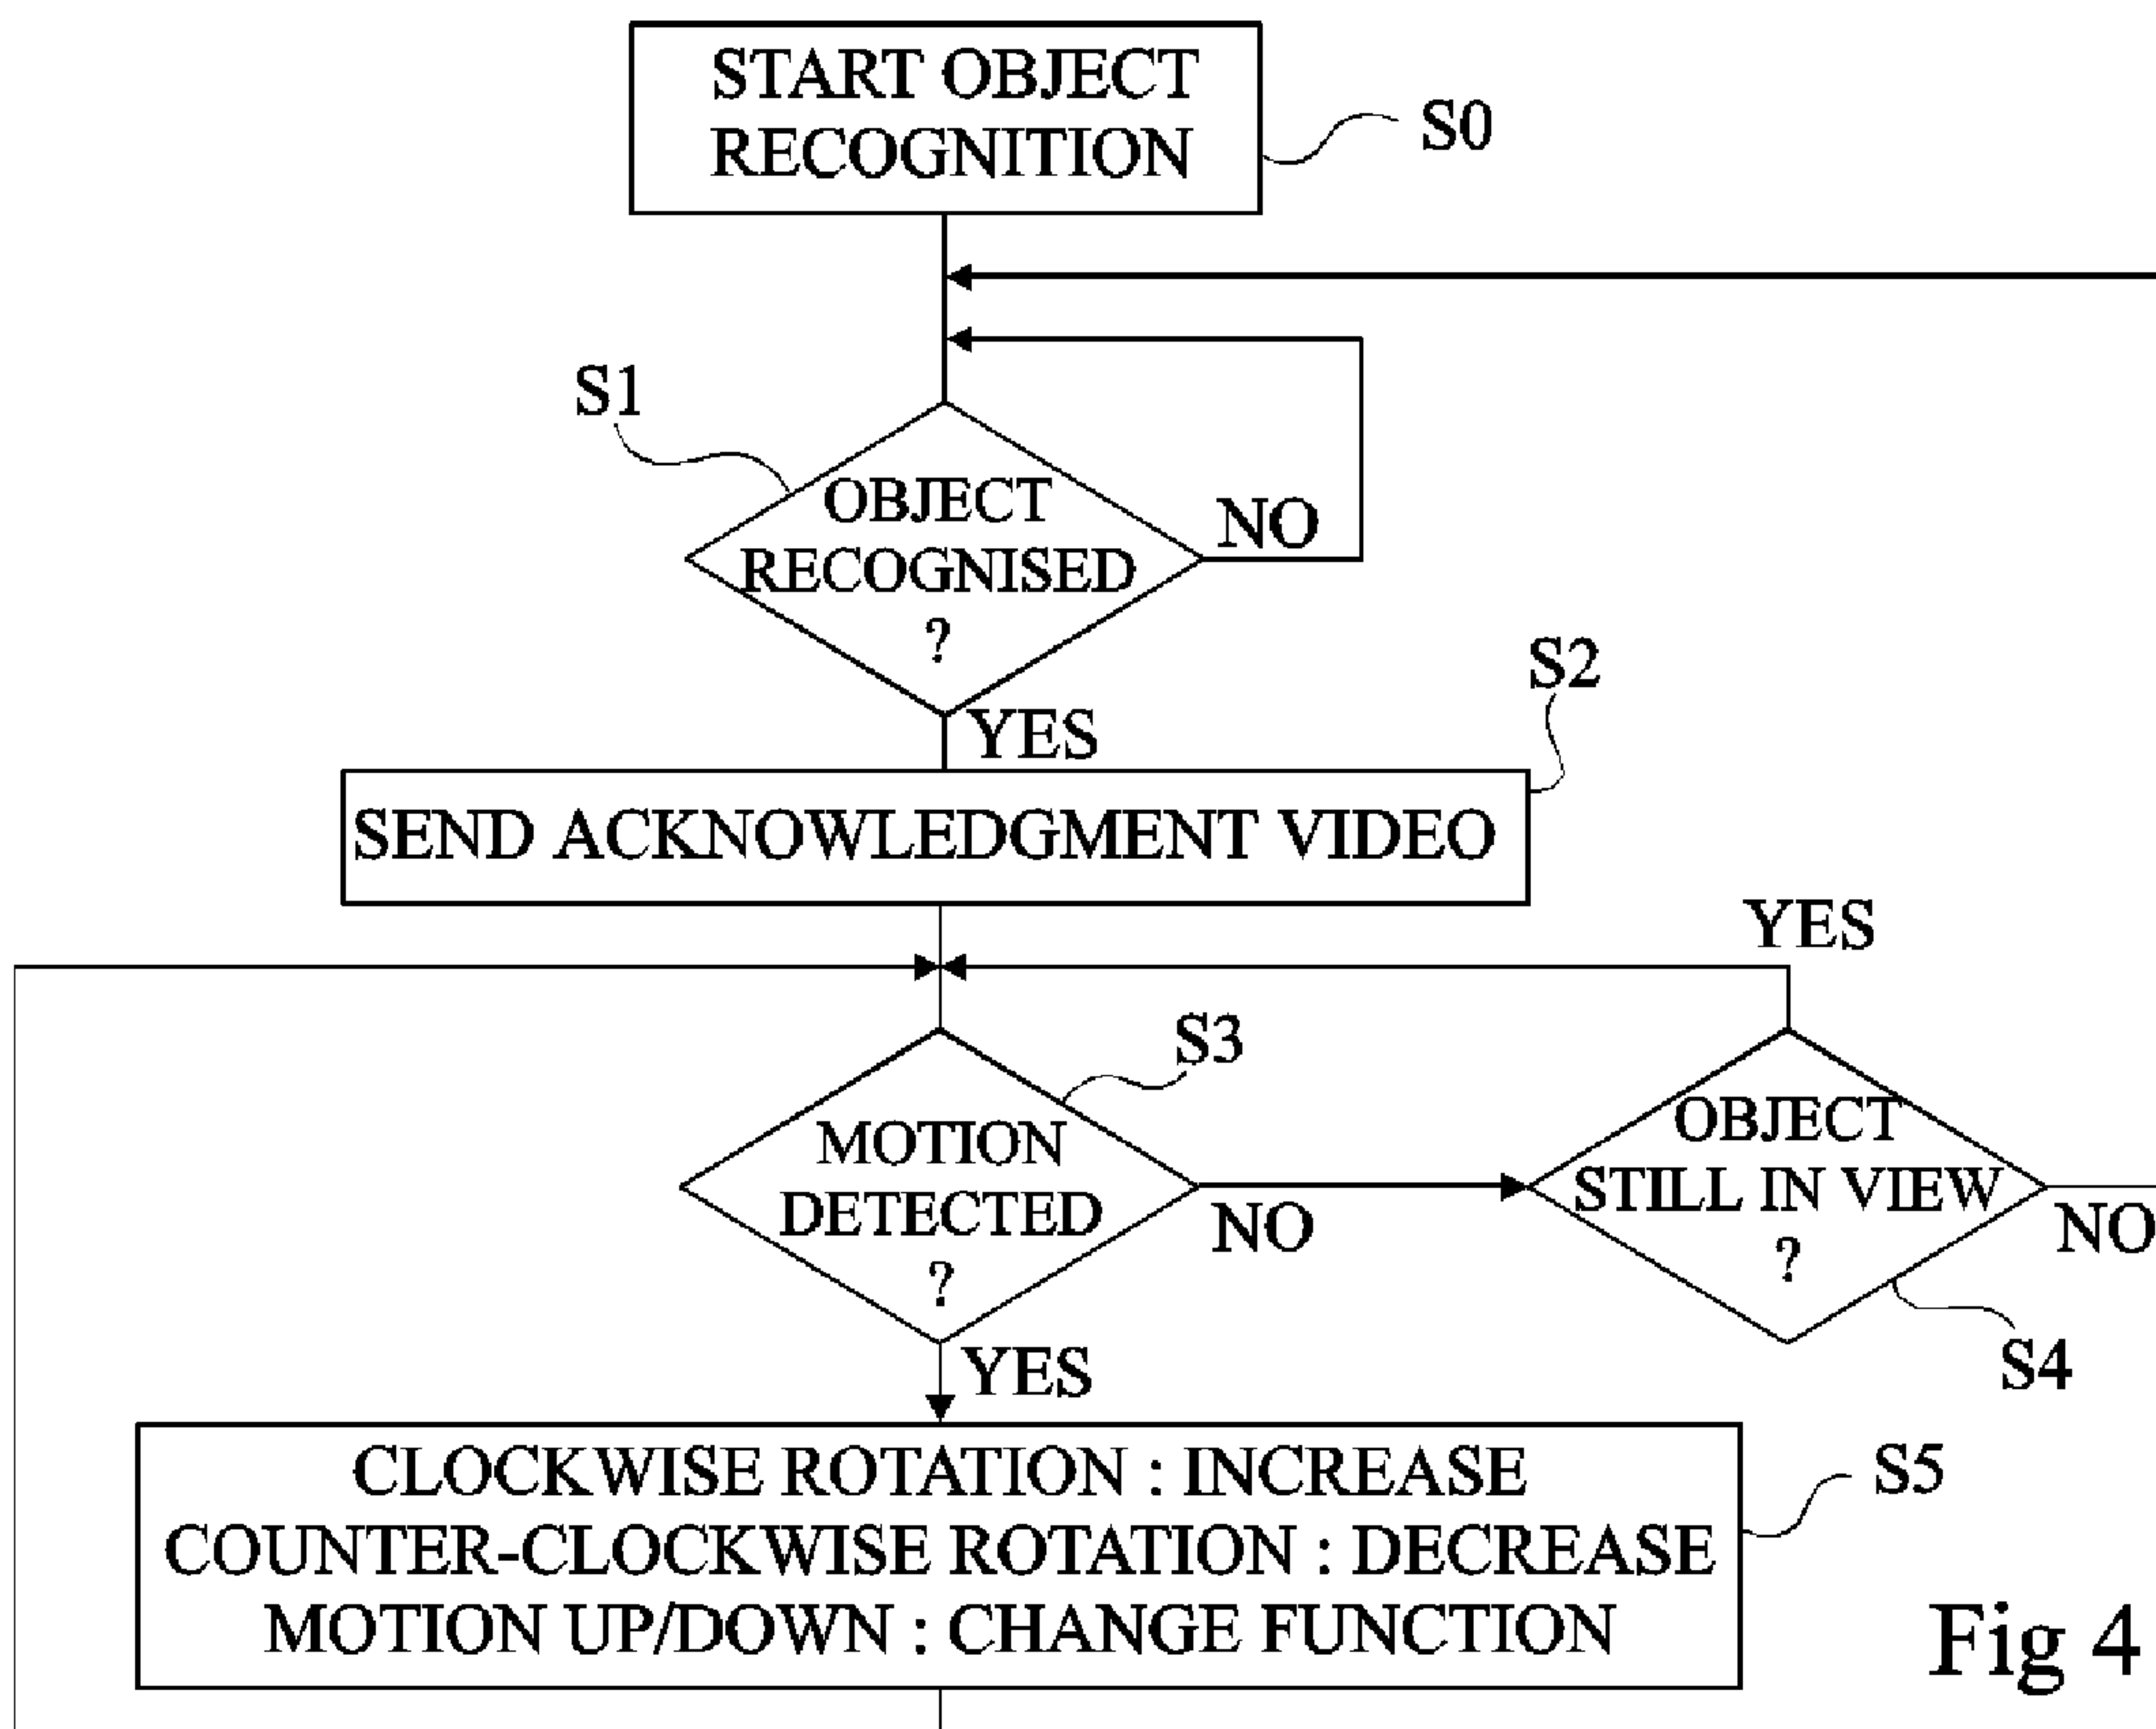 START OBJECT
RECOGNITION
S0
S1
OBJECT
RECOGNISED
?
NO
YES
S2
SEND ACKNOWLEDGMENT VIDEO
YES
S3
MOTION
DETECTED
?
NO
OBJECT
STILL IN VIEW
?
NO
S4
YES
CLOCKWISE ROTATION : INCREASE
COUNTER-CLOCKWISE ROTATION : DECREASE
MOTION UP/DOWN : CHANGE FUNCTION
S5
Fig 4